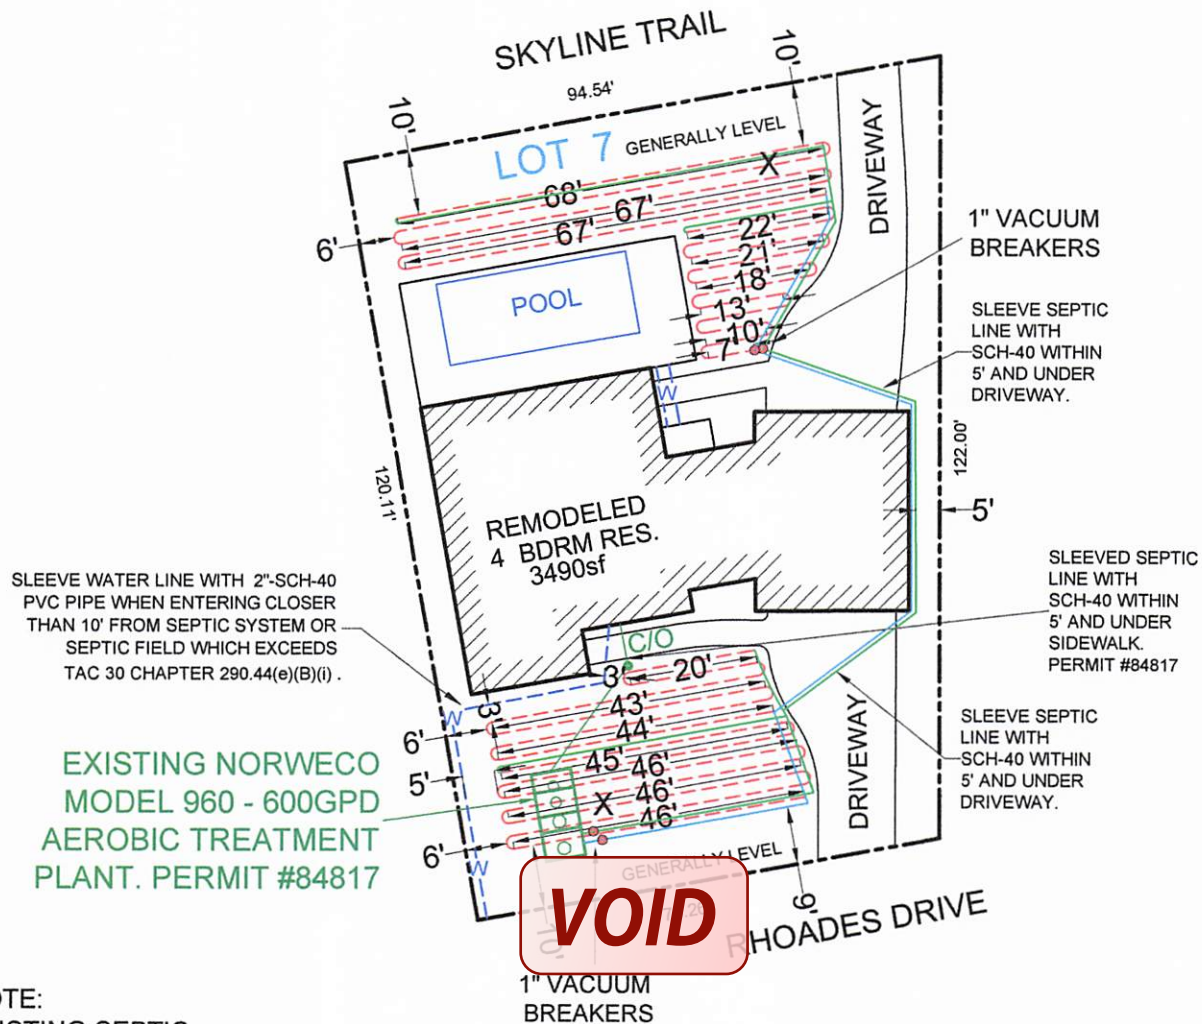 SKYLINE TRAIL
10'
94.54'
10'
LOT 7 GENERALLY LEVEL
DRIVEWAY
X
68'
67'
67'
6'
22'
21'
18'
13'
10'
7'
1" VACUUM
BREAKERS
POOL
SLEEVE SEPTIC
LINE WITH
SCH-40 WITHIN
5' AND UNDER
DRIVEWAY.
W
120.11'
122.00'
5'
REMODELED
4 BDRM RES.
3490sf
SLEEVE WATER LINE WITH 2"-SCH-40
PVC PIPE WHEN ENTERING CLOSER
THAN 10' FROM SEPTIC SYSTEM OR
SEPTIC FIELD WHICH EXCEEDS
TAC 30 CHAPTER 290.44(e)(B)(i) .
SLEEVED SEPTIC
LINE WITH
SCH-40 WITHIN
5' AND UNDER
SIDEWALK.
PERMIT #84817
C/O
3'
20'
3'
43'
44'
45'
46'
46'
46'
X
W
6'
5'
6'
W
EXISTING NORWECO
MODEL 960 - 600GPD
AEROBIC TREATMENT
PLANT. PERMIT #84817
SLEEVE SEPTIC
LINE WITH
SCH-40 WITHIN
5' AND UNDER
DRIVEWAY.
DRIVEWAY
GENERALLY LEVEL
VOID
10'
9'
RHOADES DRIVE
1" VACUUM
BREAKERS